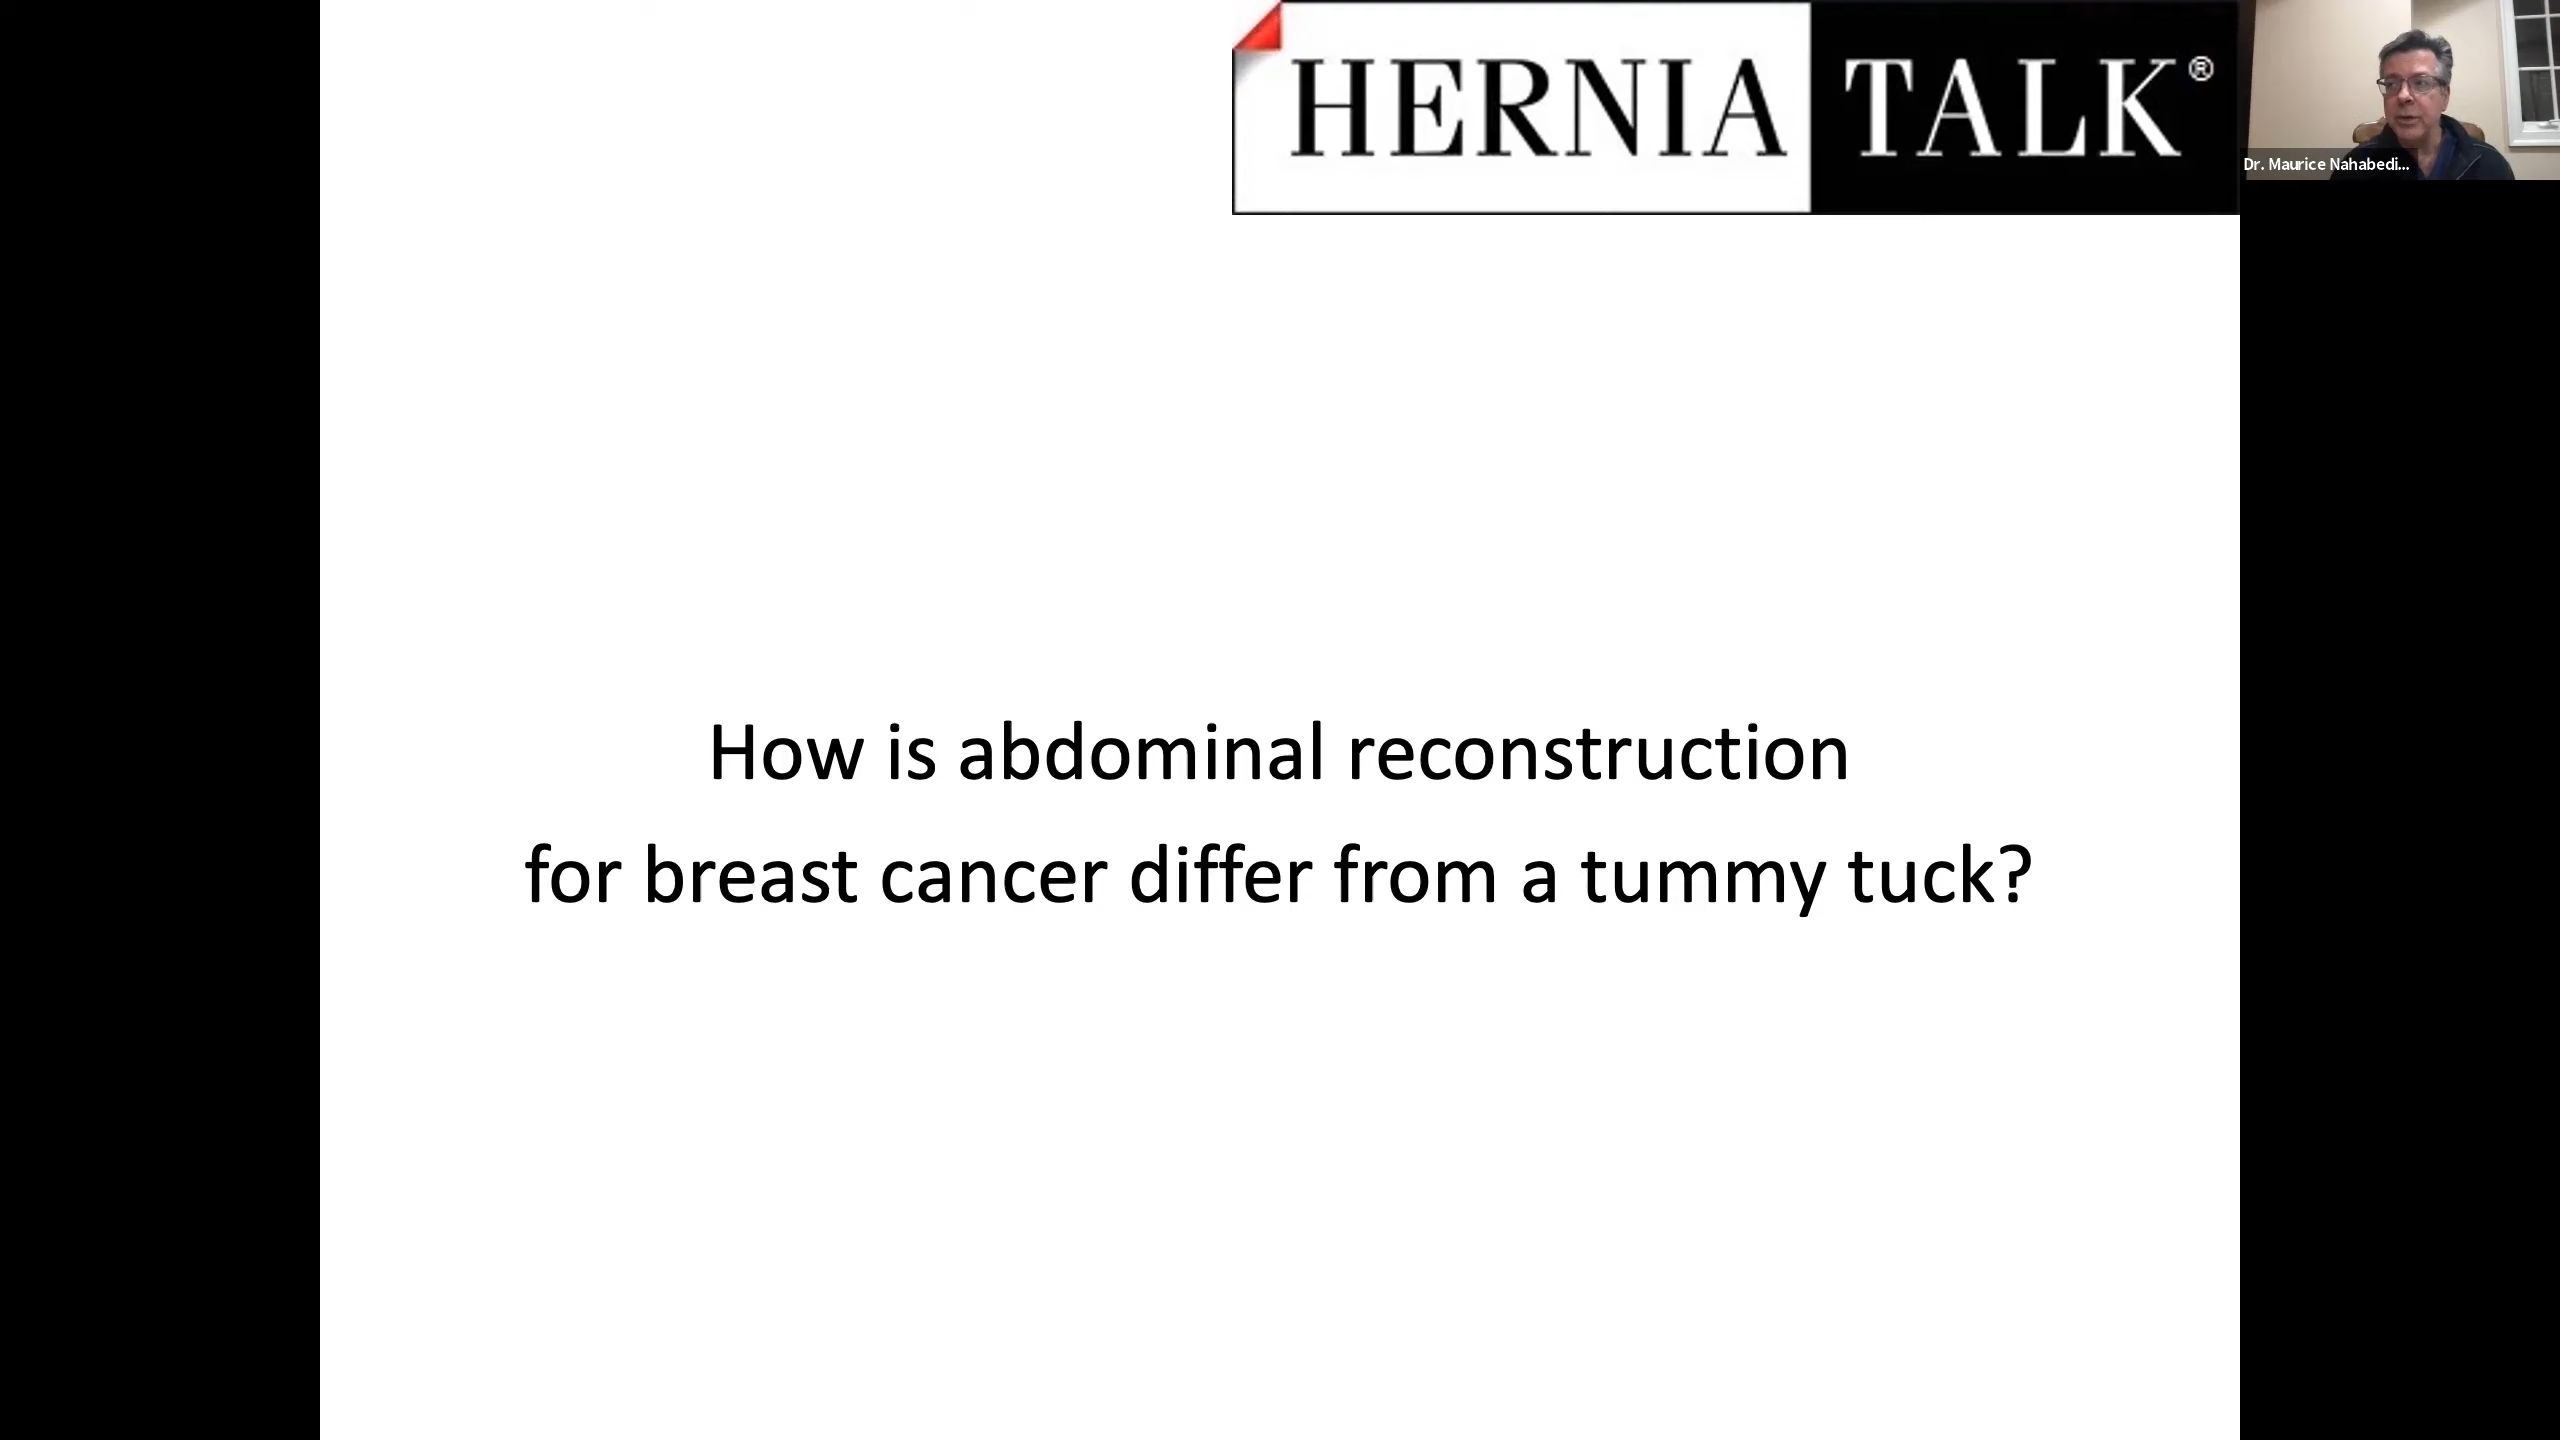 HERNIA TALK®
Dr. Maurice Nahabedi...
How is abdominal reconstruction
for breast cancer differ from a tummy tuck?